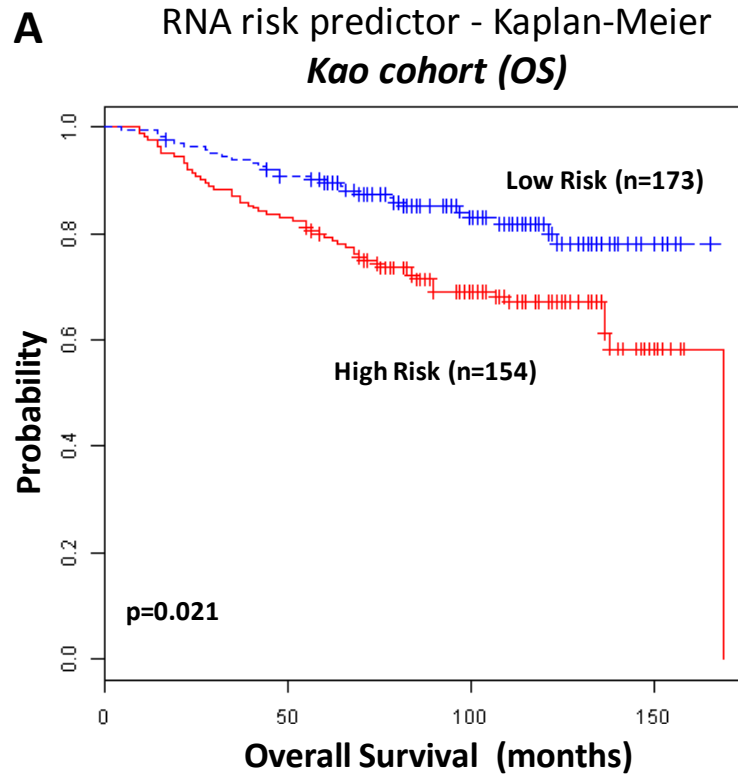 A
RNA risk predictor - Kaplan-Meier
Kao cohort (OS)
1.0
0.8
0.6
0.4
0.2
0.0
Probability
Low Risk (n=173)
High Risk (n=154)
p=0.021
0
50
100
150
Overall Survival (months)